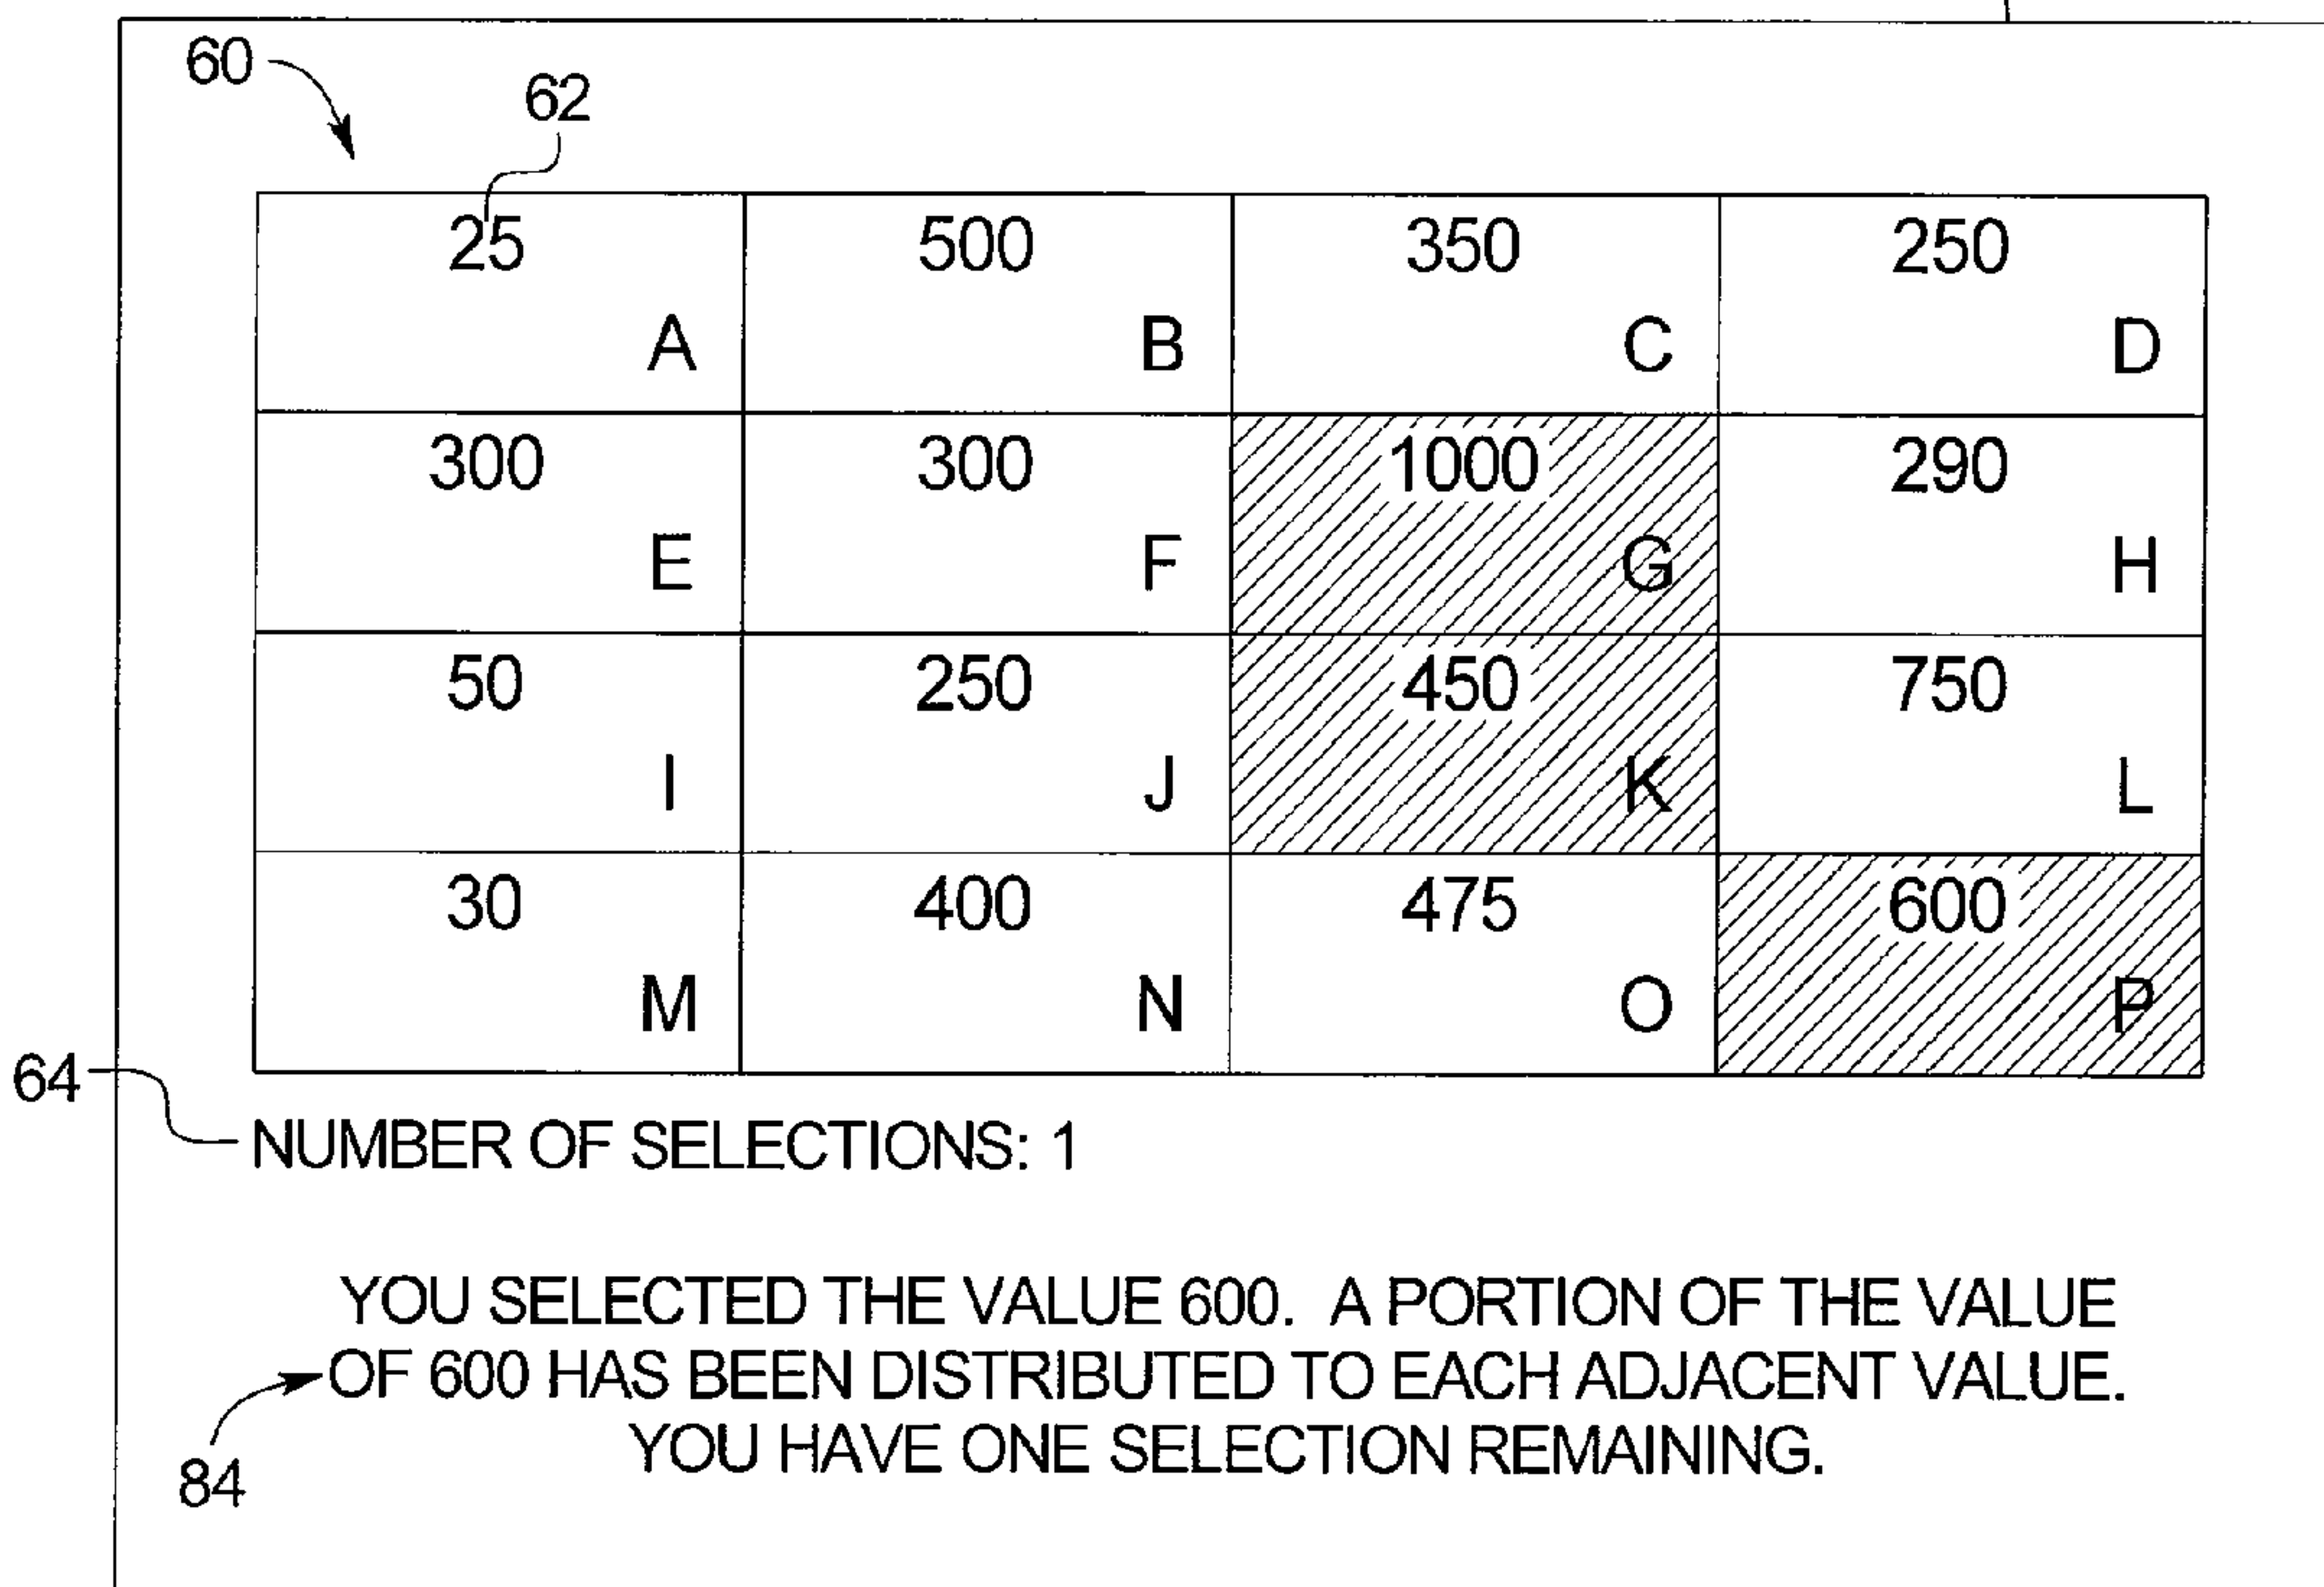 60
62
25 500 350 250
A B C D
300 300 1000 290
E F G H
50 250 450 750
I J K L
30 400 475 600
M N O P
64
NUMBER OF SELECTIONS: 1
YOU SELECTED THE VALUE 600. A PORTION OF THE VALUE
OF 600 HAS BEEN DISTRIBUTED TO EACH ADJACENT VALUE.
YOU HAVE ONE SELECTION REMAINING.
84